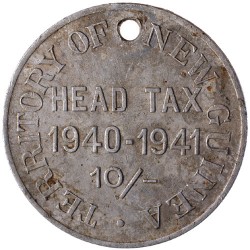 TERRITORY OF NEW GUINEA
HEAD TAX
1940-1941
10/-